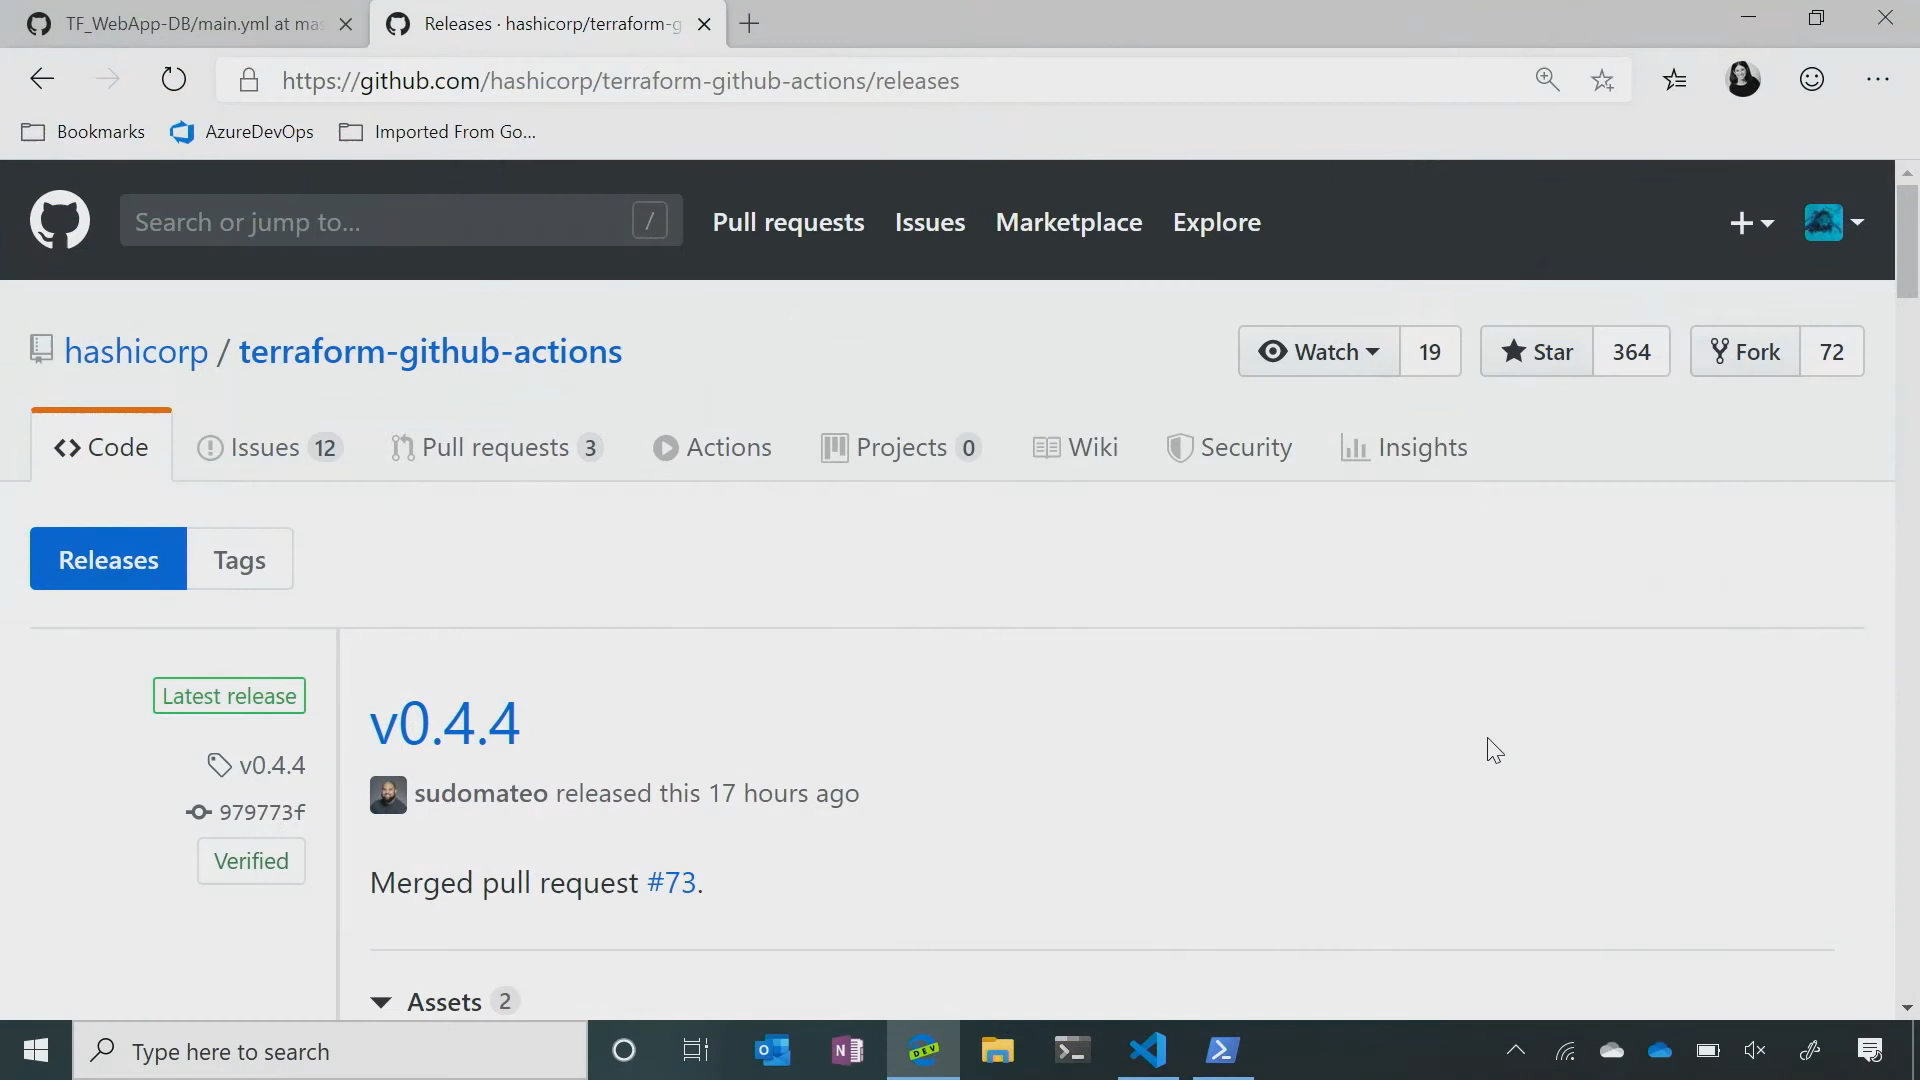 TF_WebApp-DB/main.yml at mas
Releases · hashicorp/terraform-g
https://github.com/hashicorp/terraform-github-actions/releases
Bookmarks
AzureDevOps
Imported From Go...
Search or jump to... /
Pull requests
Issues
Marketplace
Explore
hashicorp / terraform-github-actions
Watch 19
Star 364
Fork 72
Code
Issues 12
Pull requests 3
Actions
Projects 0
Wiki
Security
Insights
Releases
Tags
Latest release
v0.4.4
979773f
Verified
v0.4.4
sudomateo released this 17 hours ago
Merged pull request #73.
Assets 2
Type here to search
DEV